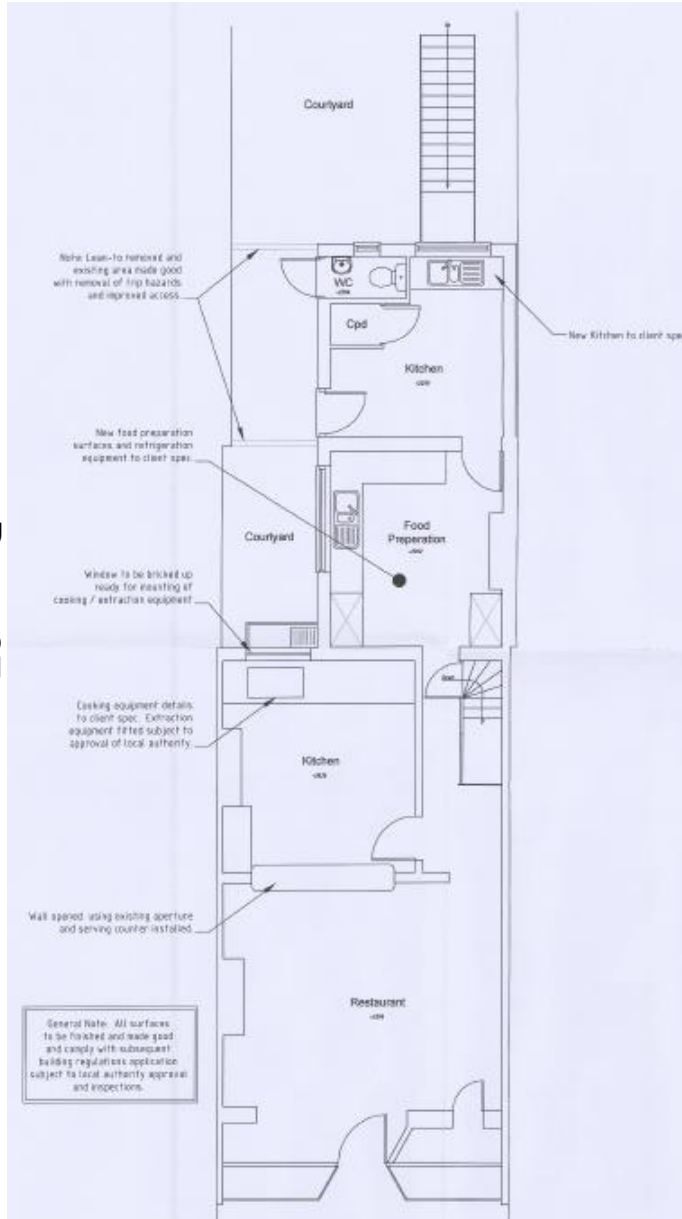 Courtyard
Note: Lean-to removed and
existing area made good
with removal of trip hazards
and improved access.
WC
Cpd
Kitchen
New Kitchen to client spe
New food preparation
surfaces and refrigeration
equipment to client spec.
Food
Preperation
Courtyard
Window to be bricked up
ready for mounting of
cooking / extraction equipment
Cooking equipment details
to client spec. Extraction
equipment fitted subject to
approval of local authority.
Kitchen
Wall opened using existing aperture
and serving counter installed.
Restaurant
General Note: All surfaces
to be finished and made good
and comply with subsequent
building regulations application
subject to local authority approval
and inspections.